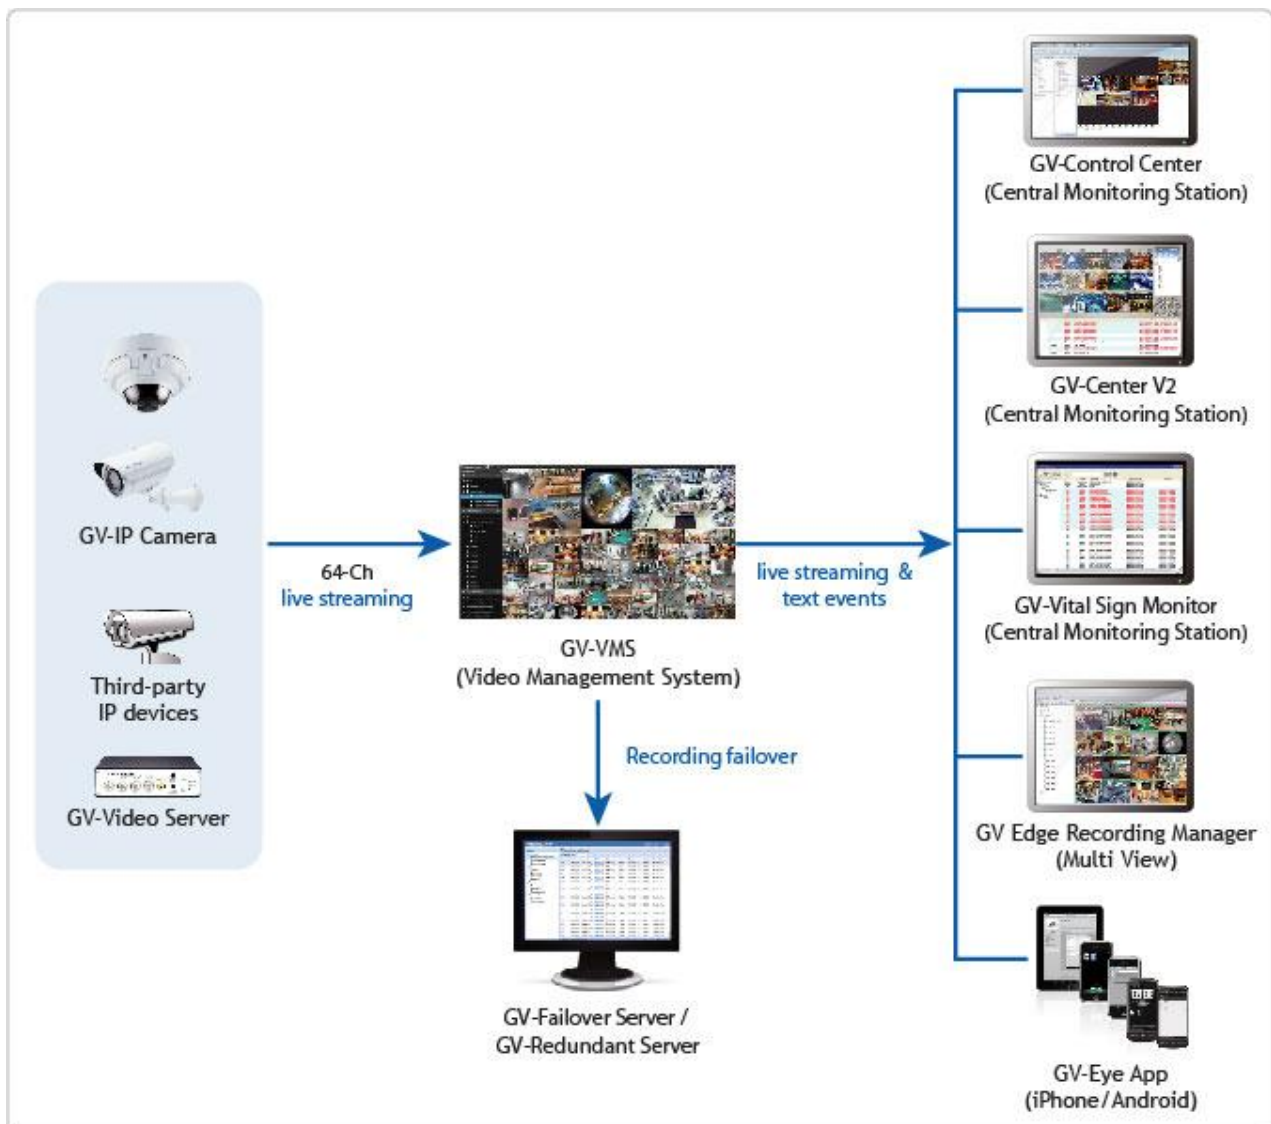 GV-IP Camera
Third-party
IP devices
GV-Video Server
64-Ch
live streaming
GV-VMS
(Video Management System)
Recording failover
GV-Failover Server /
GV-Redundant Server
live streaming &
text events
GV-Control Center
(Central Monitoring Station)
GV-Center V2
(Central Monitoring Station)
GV-Vital Sign Monitor
(Central Monitoring Station)
GV Edge Recording Manager
(Multi View)
GV-Eye App
(iPhone/Android)